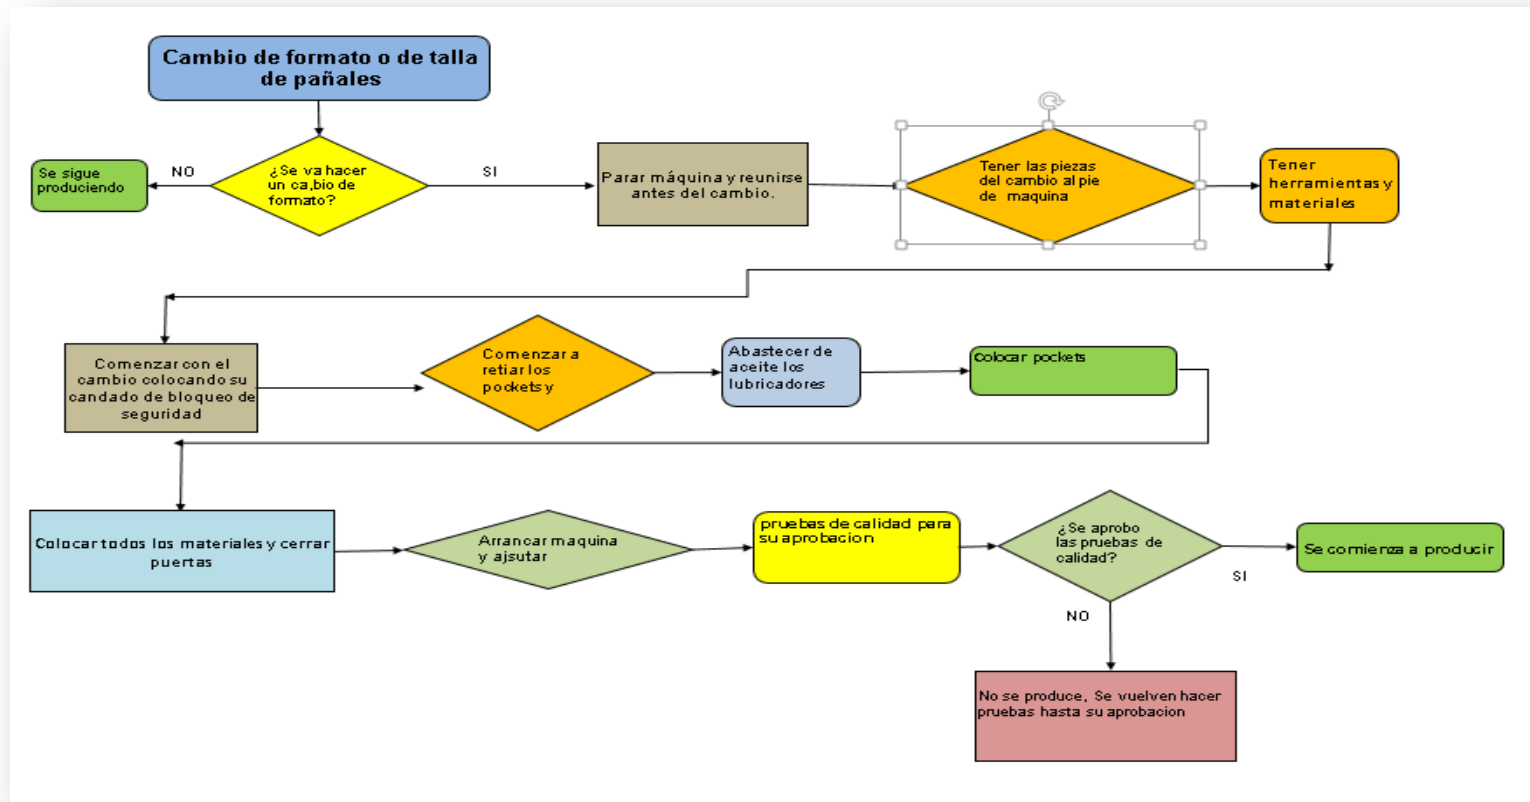 Cambio de formato o de talla
de pañales
¿Se va hacer
un ca,bio de
formato?
NO
SI
Se sigue
produciendo
Parar máquina y reunirse
antes del cambio.
Tener las piezas
del cambio al pie
de maquina
Tener
herramientas y
materiales
Comenzar con el
cambio colocando su
candado de bloqueo de
seguridad
Comenzar a
retiar los
pockets y
Abastecer de
aceite los
lubricadores
Colocar pockets
Colocar todos los materiales y cerrar
puertas
Arrancar maquina
y ajsutar
pruebas de calidad para
su aprobacion
¿Se aprobo
las pruebas de
calidad?
SI
Se comienza a producir
NO
No se produce, Se vuelven hacer
pruebas hasta su aprobacion